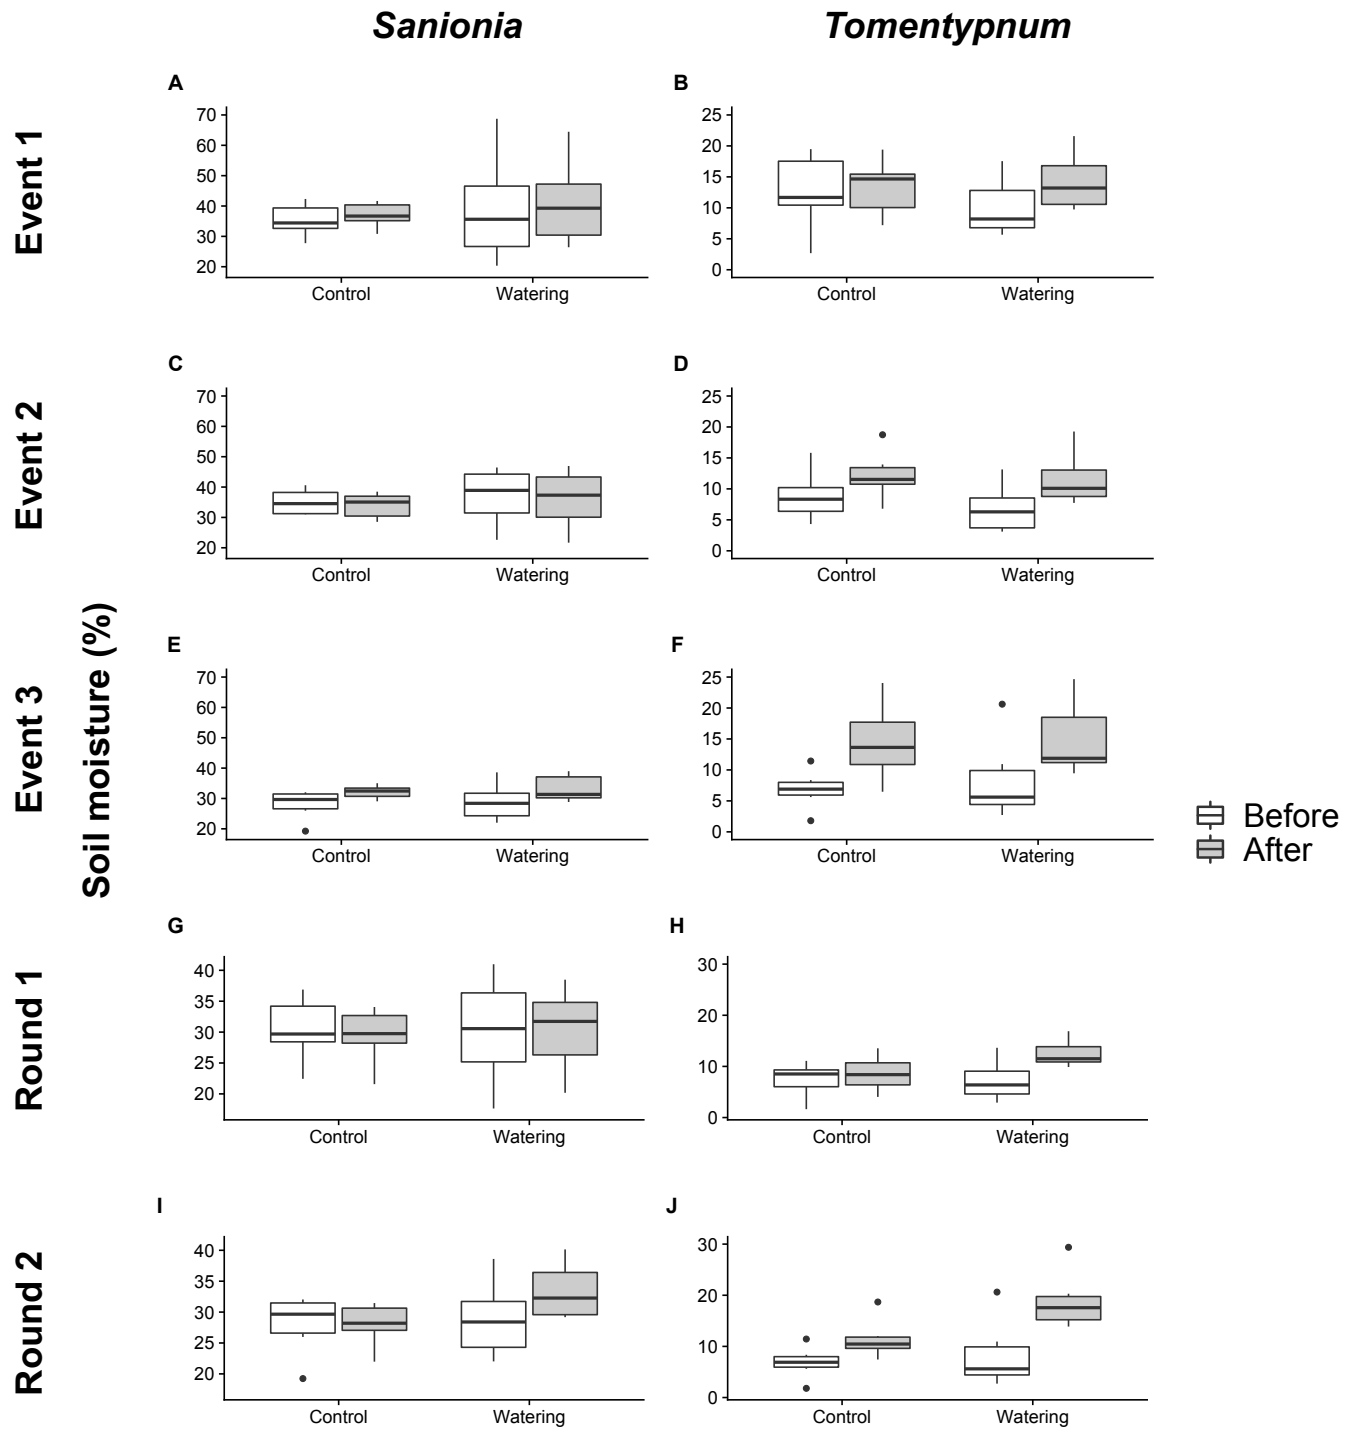 Sanionia
Tomentypnum
Event 1
A
70
60
50
40
30
20
Control
Watering
B
25
20
15
10
5
0
Control
Watering
Event 2
C
70
60
50
40
30
20
Control
Watering
D
25
20
15
10
5
0
Control
Watering
Soil moisture (%)
Event 3
E
70
60
50
40
30
20
Control
Watering
F
25
20
15
10
5
0
Control
Watering
Before
After
Round 1
G
40
35
30
25
20
Control
Watering
H
30
20
10
0
Control
Watering
Round 2
I
40
35
30
25
20
Control
Watering
J
30
20
10
0
Control
Watering